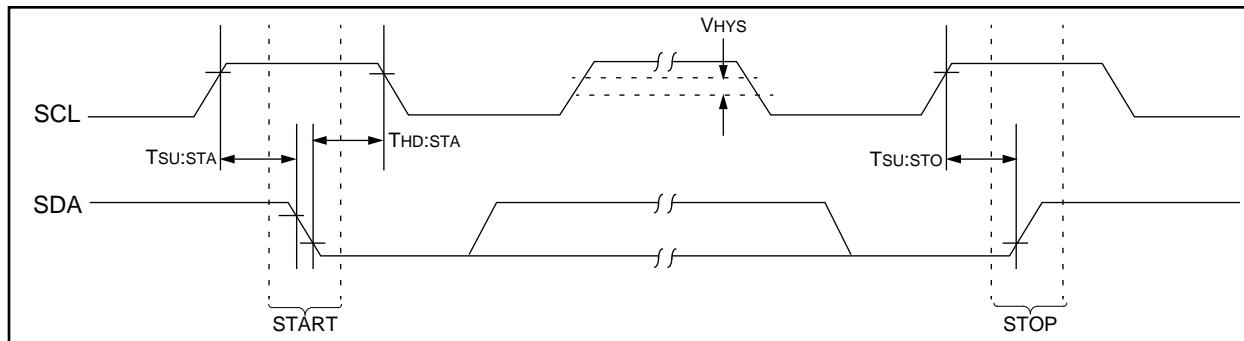 VHYS
SCL
THD:STA
TSU:STA
TSU:STO
SDA
START
STOP